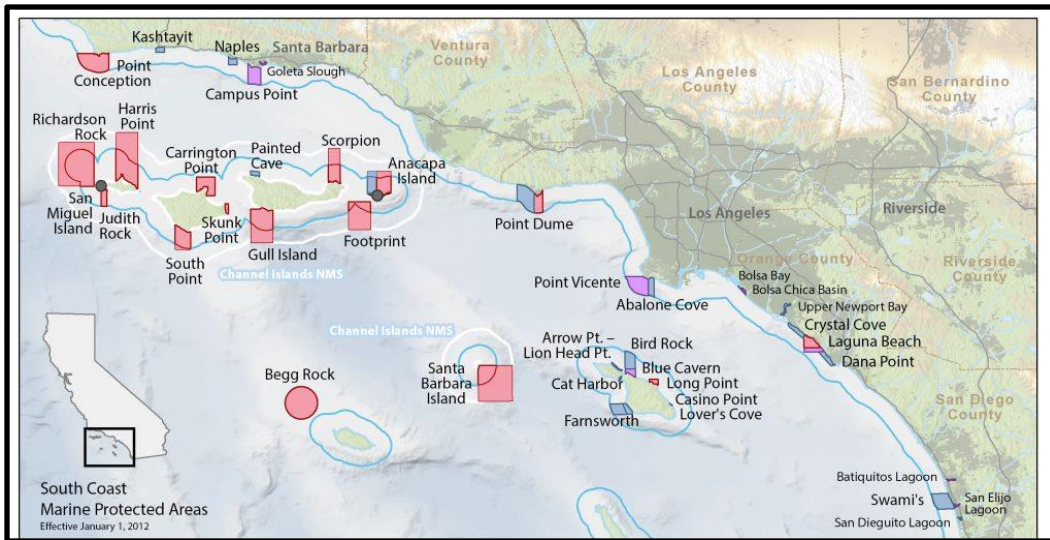 Kashtayit
Naples
Santa Barbara
Ventura
County
Point
Conception
Goleta Slough
Campus Point
Los Angeles
County
San Bernardino
County
Richardson
Rock
Harris
Point
Carrington
Point
Painted
Cave
Scorpion
Anacapa
Island
San
Miguel
Island
Judith
Rock
Skunk
Point
South
Point
Gull Island
Footprint
Channel Islands NMS
Point Dume
Los Angeles
Riverside
Orange County
Riverside
County
Point Vicente
Abalone Cove
Bolsa Bay
Bolsa Chica Basin
Upper Newport Bay
Crystal Cove
Laguna Beach
Dana Point
Channel Islands NMS
Santa
Barbara
Island
Begg Rock
Arrow Pt. –
Lion Head Pt.
Bird Rock
Blue Cavern
Cat Harbor
Long Point
Casino Point
Lover's Cove
Farnsworth
San Diego
County
Batiquitos Lagoon
Swami's
San Elijo
Lagoon
San Dieguito Lagoon
South Coast
Marine Protected Areas
Effective January 1, 2012